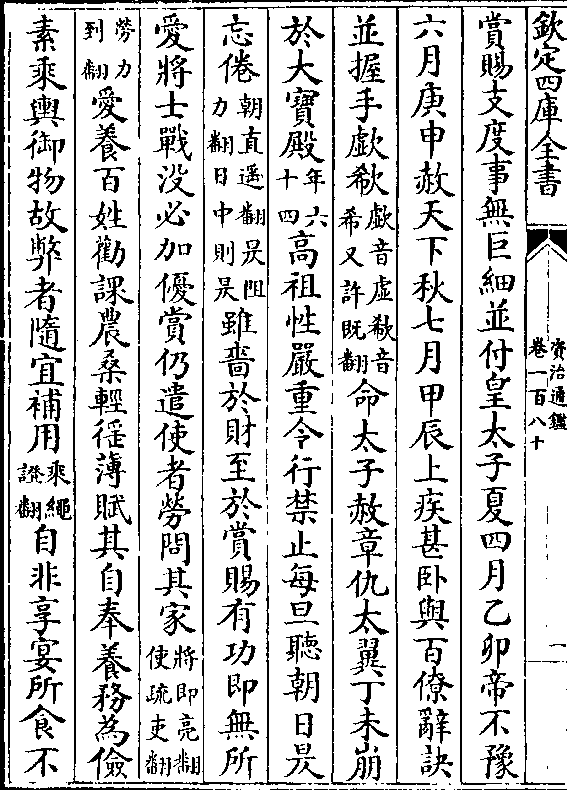 欽定四庫全書
資治通鑑
卷一百八十
一
賞賜支度事無巨細並付皇太子夏四月乙卯帝不豫
六月庚申赦天下秋七月甲辰上疾甚卧與百僚辭訣
並握手歔欷歔音虛欷音希又許既翻命太子赦章仇太翼丁未崩
於大寶殿年六十四高祖性嚴重令行禁止每旦聽朝日昃
忘倦朝直遥翻昃阻力翻日中則昃雖嗇於財至於賞賜有功即無所
愛將士戰没必加優賞仍遣使者勞問其家將即亮翻使疏吏翻
勞力到翻愛養百姓勸課農桑輕徭薄賦其自奉養務為儉
素乘輿御物故弊者隨宜補用乘繩證翻自非享宴所食不